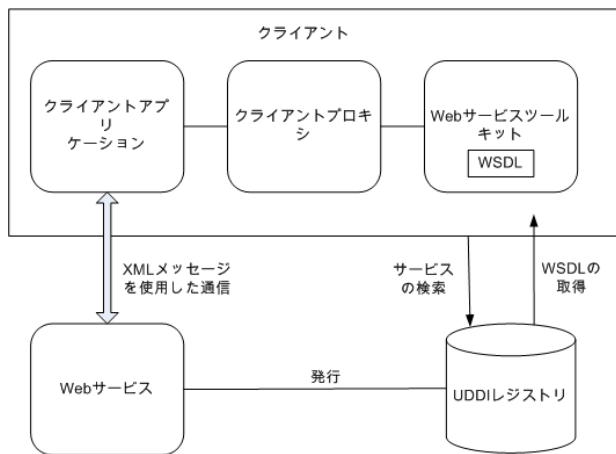 クライアント
クライアントアプリ
ケーション
クライアントプロキ
シ
Webサービスツール
キット
WSDL
XMLメッセージ
を使用した通信
サービス
の検索
WSDLの
取得
Webサービス
発行
UDDIレジストリ